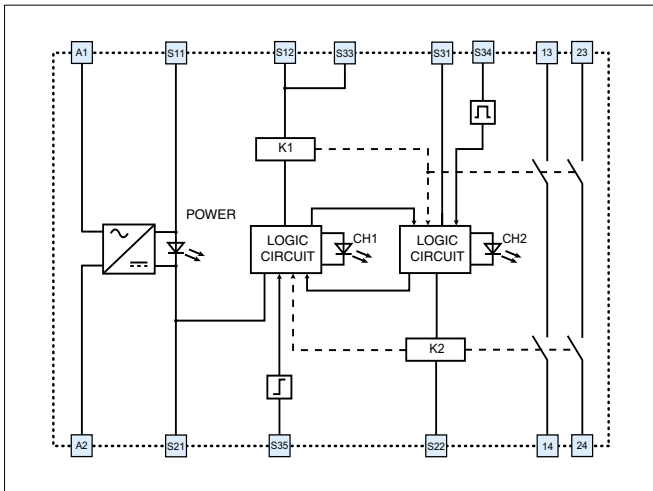 A1
S11
S12
S33
S31
S34
13
23
K1
POWER
LOGIC
CIRCUIT
CH1
LOGIC
CIRCUIT
CH2
K2
A2
S21
S35
S22
14
24